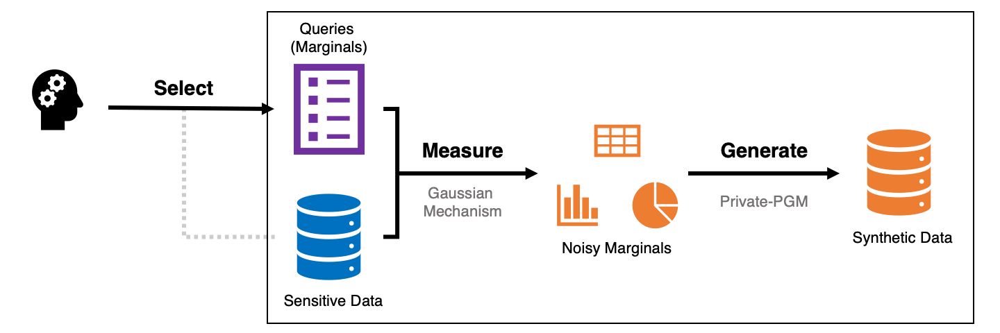 Queries
(Marginals)
Select
Measure
Gaussian
Mechanism
Generate
Private-PGM
Noisy Marginals
Synthetic Data
Sensitive Data